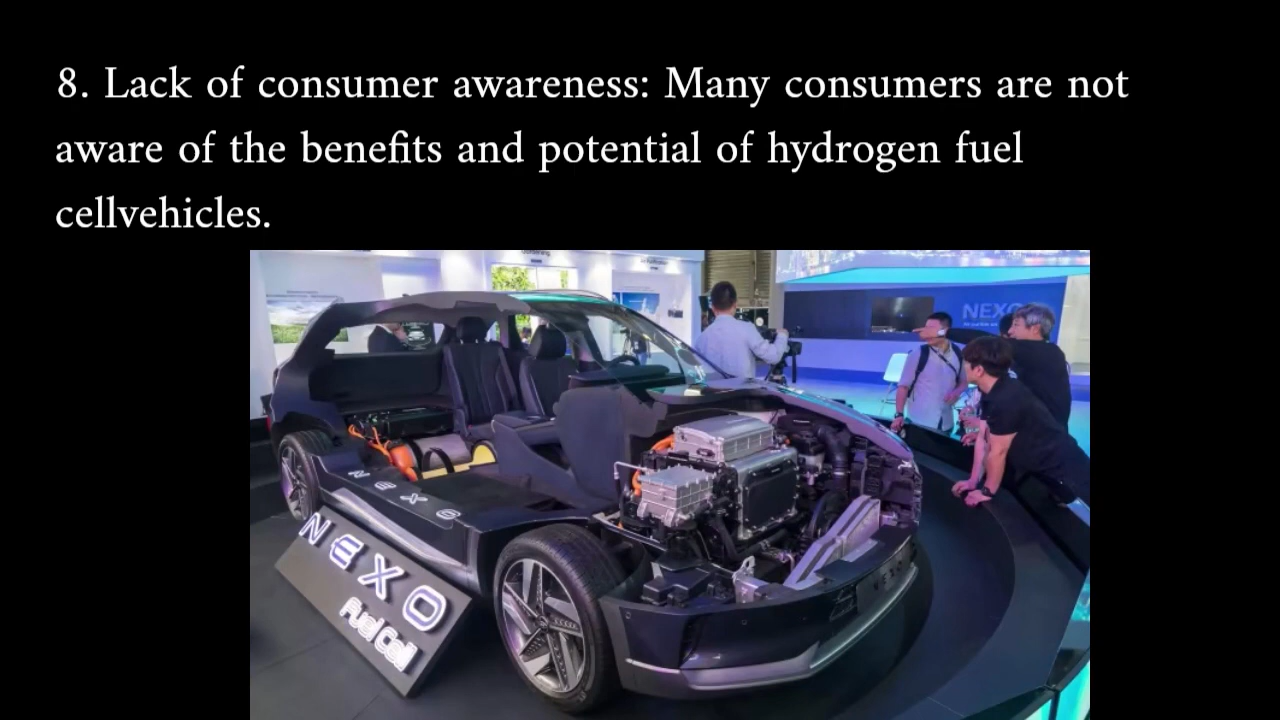 8. Lack of consumer awareness: Many consumers are not
aware of the benefits and potential of hydrogen fuel
cellvehicles.
NEXO
NEXO
NEXO
Fuel Cell
NEXO